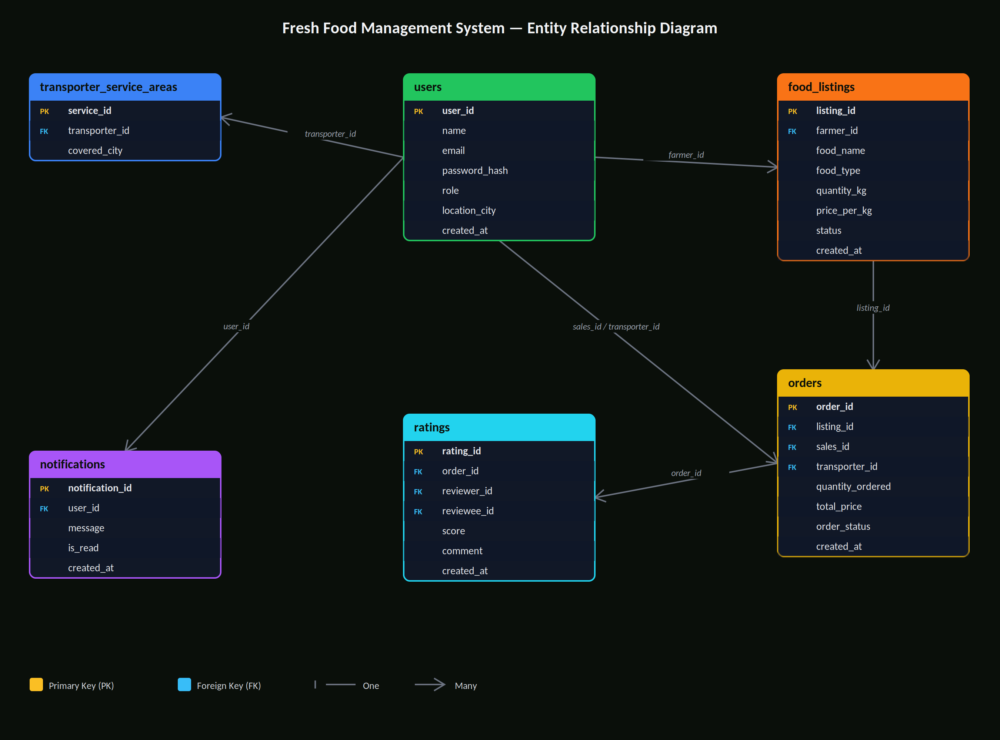 Fresh Food Management System — Entity Relationship Diagram
transporter_service_areas
PK service_id
FK transporter_id
covered_city
users
PK user_id
name
email
password_hash
role
location_city
created_at
food_listings
PK listing_id
FK farmer_id
food_name
food_type
quantity_kg
price_per_kg
status
created_at
transporter_id
farmer_id
listing_id
user_id
sales_id / transporter_id
orders
PK order_id
FK listing_id
FK sales_id
FK transporter_id
quantity_ordered
total_price
order_status
created_at
ratings
PK rating_id
FK order_id
FK reviewer_id
FK reviewee_id
score
comment
created_at
order_id
notifications
PK notification_id
FK user_id
message
is_read
created_at
Primary Key (PK)
Foreign Key (FK)
One
Many